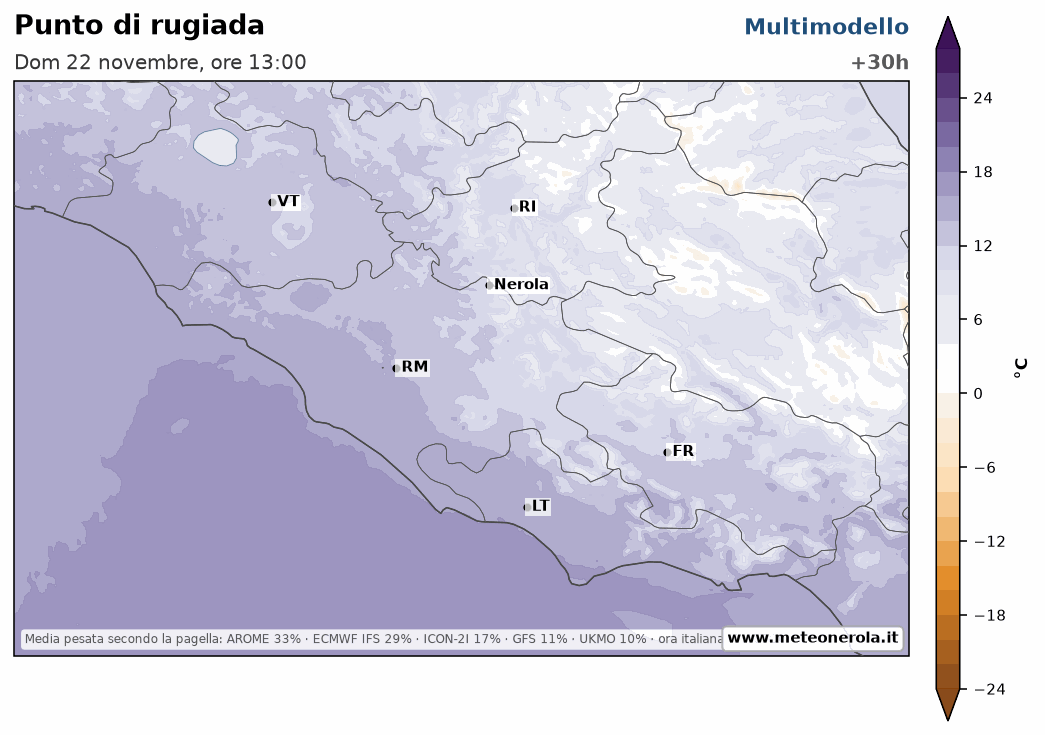 Punto di rugiada
Multimodello
Dom 22 novembre, ore 13:00
+30h
VT
RI
Nerola
RM
FR
LT
24
18
12
6
0
−6
−12
−18
−24
°C
Media pesata secondo la pagella: AROME 33% · ECMWF IFS 29% · ICON-2I 17% · GFS 11% · UKMO 10% · ora italiana
www.meteonerola.it